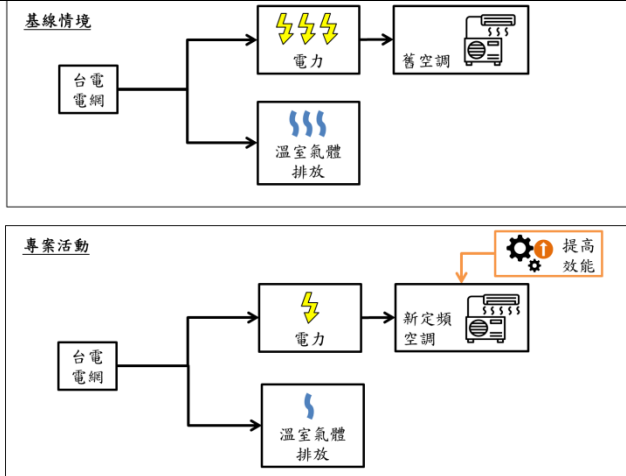 基線情境
台電
電網
電力
舊空調
溫室氣體
排放
專案活動
提高
效能
台電
電網
電力
新定頻
空調
溫室氣體
排放